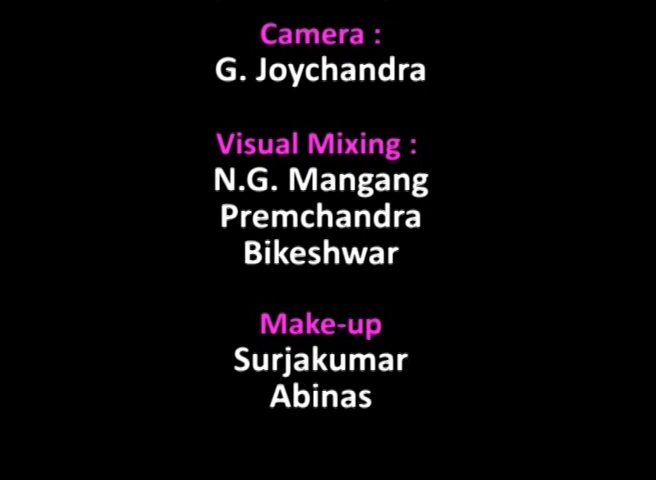 Camera :
G. Joychandra
Visual Mixing :
N.G. Mangang
Premchandra
Bikeshwar
Make-up
Surjakumar
Abinas